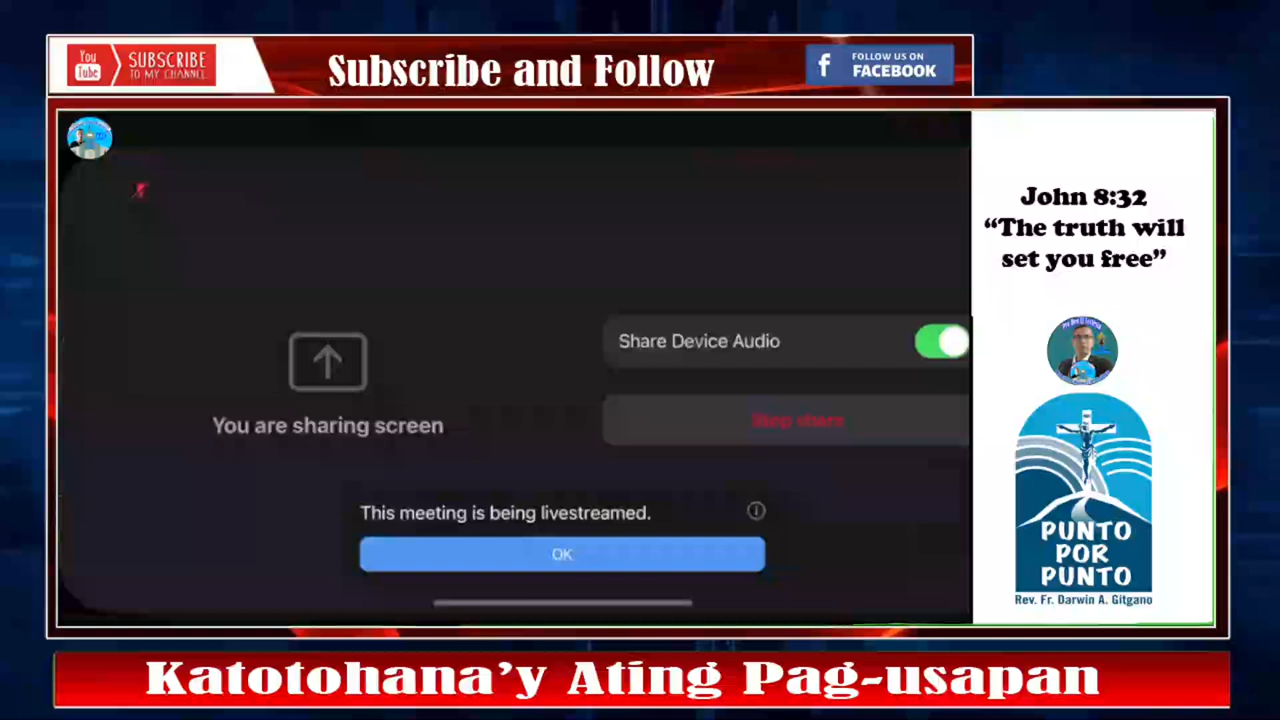 You
Tube
SUBSCRIBE
TO MY CHANNEL
Subscribe and Follow
f
FOLLOW US ON
FACEBOOK
John 8:32
“The truth will
set you free”
Share Device Audio
You are sharing screen
Stop share
This meeting is being livestreamed.
OK
PUNTO
POR
PUNTO
Rev. Fr. Darwin A. Gitgano
Katotohana’y Ating Pag-usapan